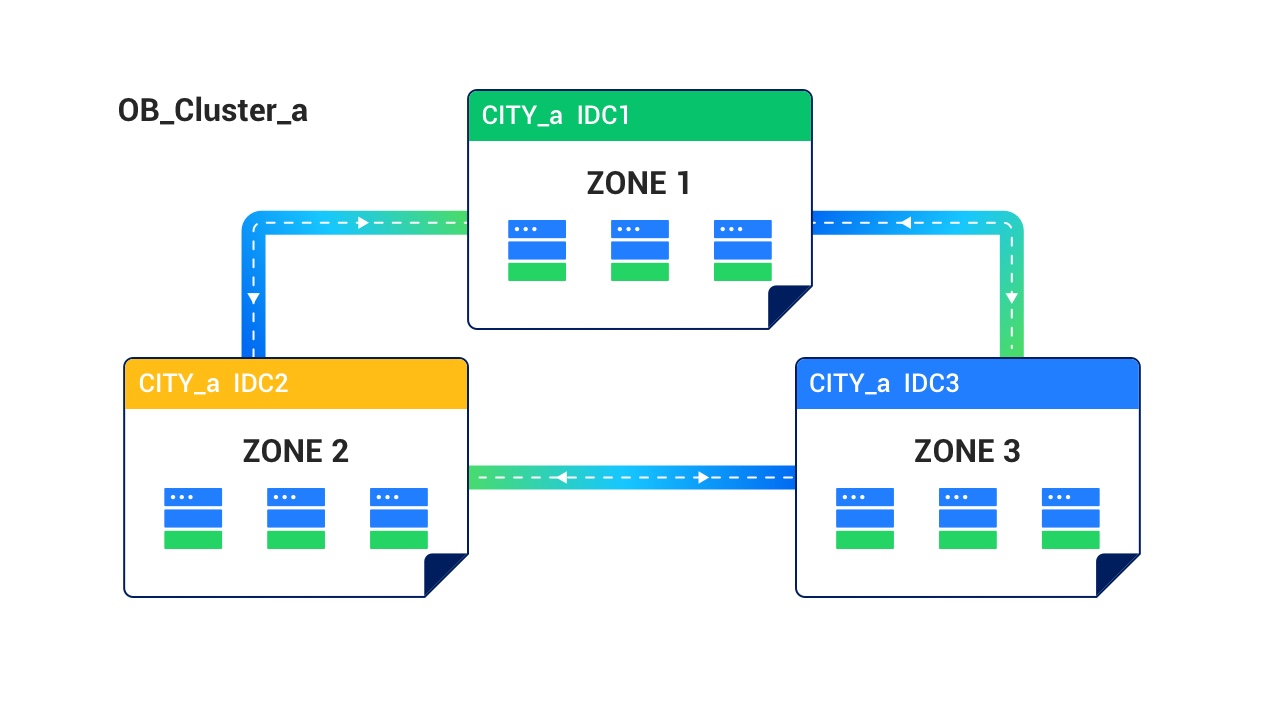 OB_Cluster_a
CITY_a IDC1
ZONE 1
CITY_a IDC2
ZONE 2
CITY_a IDC3
ZONE 3